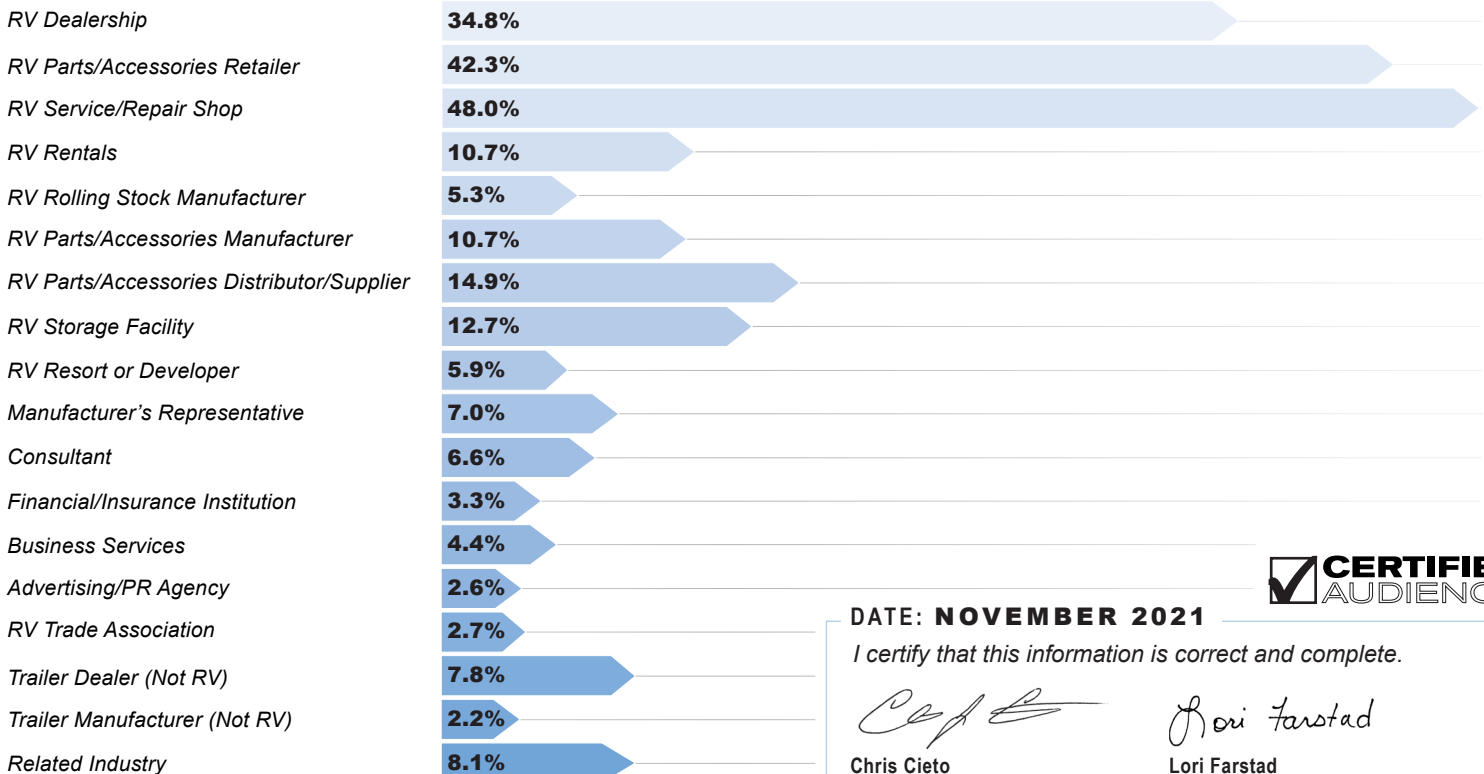 RV Dealership 34.8%
RV Parts/Accessories Retailer 42.3%
RV Service/Repair Shop 48.0%
RV Rentals 10.7%
RV Rolling Stock Manufacturer 5.3%
RV Parts/Accessories Manufacturer 10.7%
RV Parts/Accessories Distributor/Supplier 14.9%
RV Storage Facility 12.7%
RV Resort or Developer 5.9%
Manufacturer’s Representative 7.0%
Consultant 6.6%
Financial/Insurance Institution 3.3%
Business Services 4.4%
Advertising/PR Agency 2.6%
RV Trade Association 2.7%
Trailer Dealer (Not RV) 7.8%
Trailer Manufacturer (Not RV) 2.2%
Related Industry 8.1%
CERTIFIE
AUDIENC
DATE: NOVEMBER 2021
I certify that this information is correct and complete.
Lori Farstad
Chris Cieto
Lori Farstad